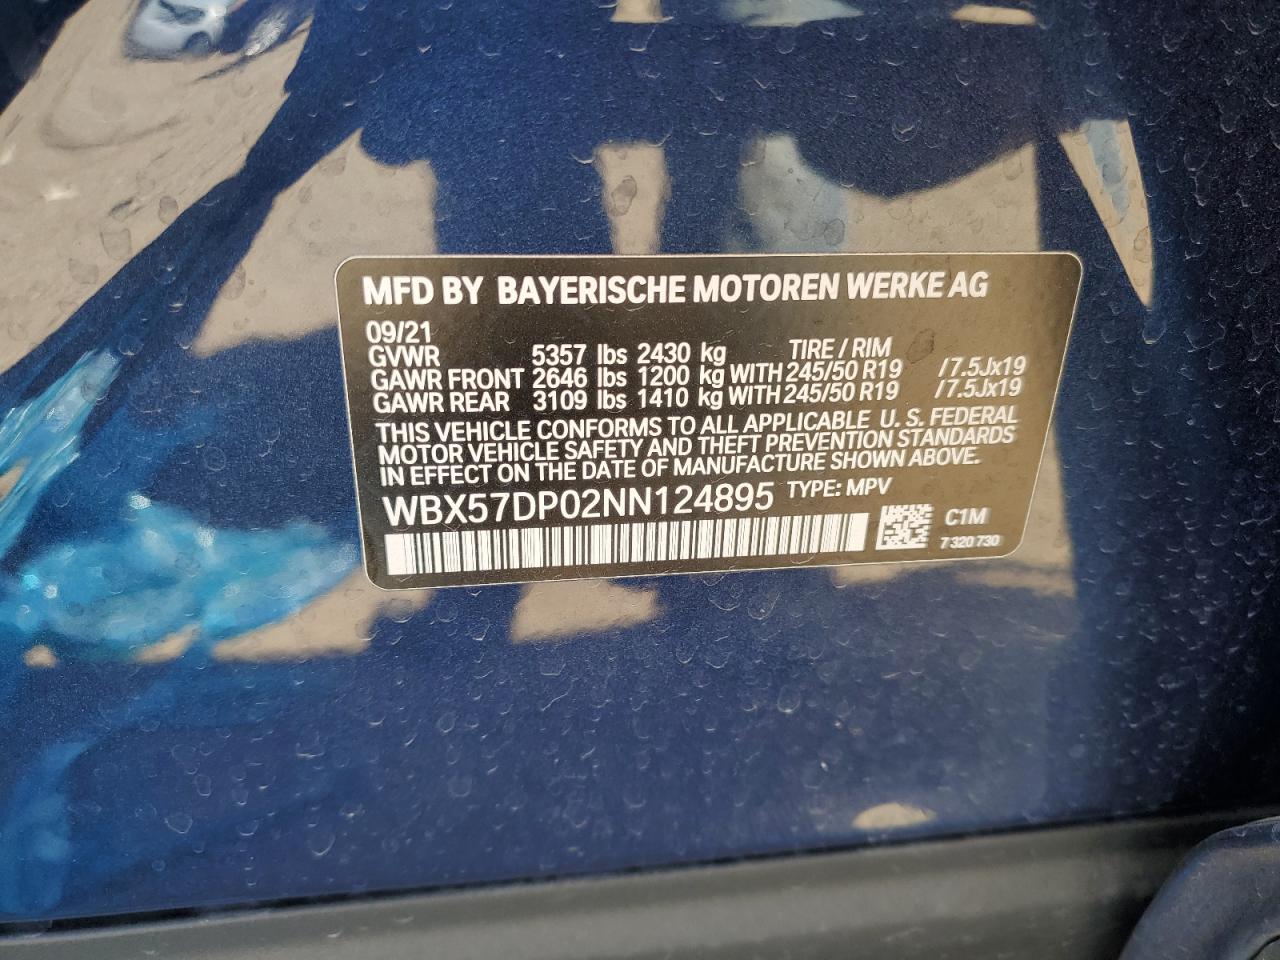 MFD BY BAYERISCHE MOTOREN WERKE AG
09/21
GVWR 5357 lbs 2430 kg TIRE / RIM
GAWR FRONT 2646 lbs 1200 kg WITH 245/50 R19 /7.5Jx19
GAWR REAR 3109 lbs 1410 kg WITH 245/50 R19 /7.5Jx19
THIS VEHICLE CONFORMS TO ALL APPLICABLE U. S. FEDERAL
MOTOR VEHICLE SAFETY AND THEFT PREVENTION STANDARDS
IN EFFECT ON THE DATE OF MANUFACTURE SHOWN ABOVE.
WBX57DP02NN124895 TYPE: MPV
C1M
7 320 730